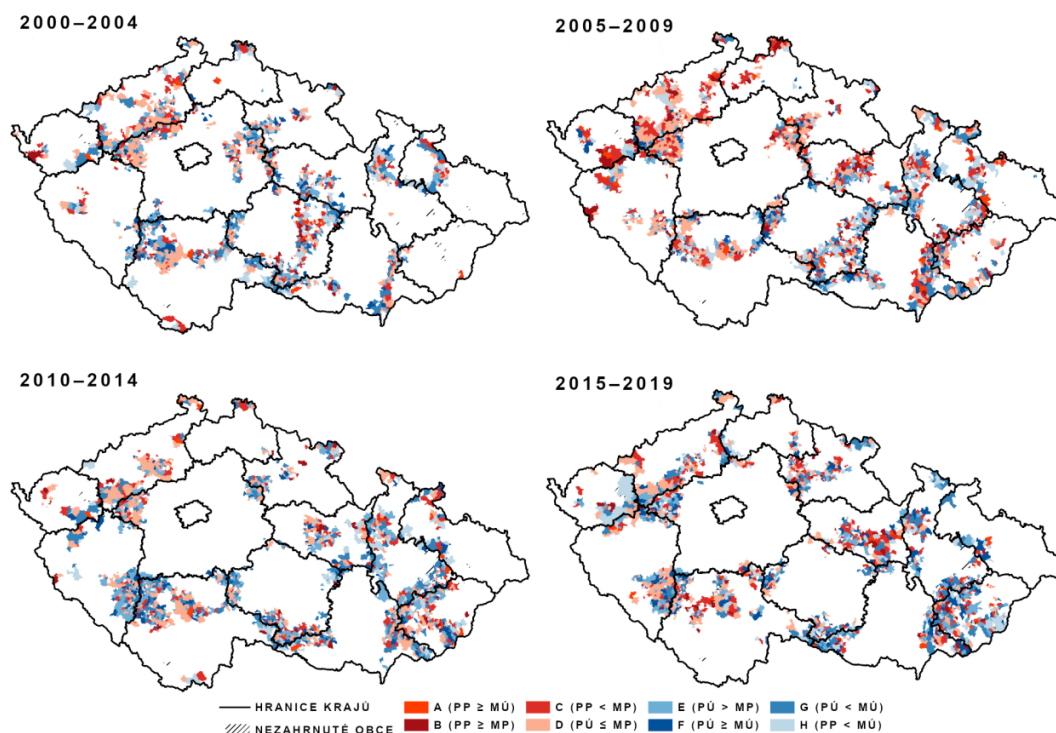 2000–2004
2005–2009
2010–2014
2015–2019
HRANICE KRAJŮ
NEZAHRNUTÉ OBCE
A (PP ≥ MÚ)
B (PP ≥ MP)
C (PP < MP)
D (PÚ ≤ MP)
E (PÚ > MP)
F (PÚ ≥ MÚ)
G (PÚ < MÚ)
H (PP < MÚ)